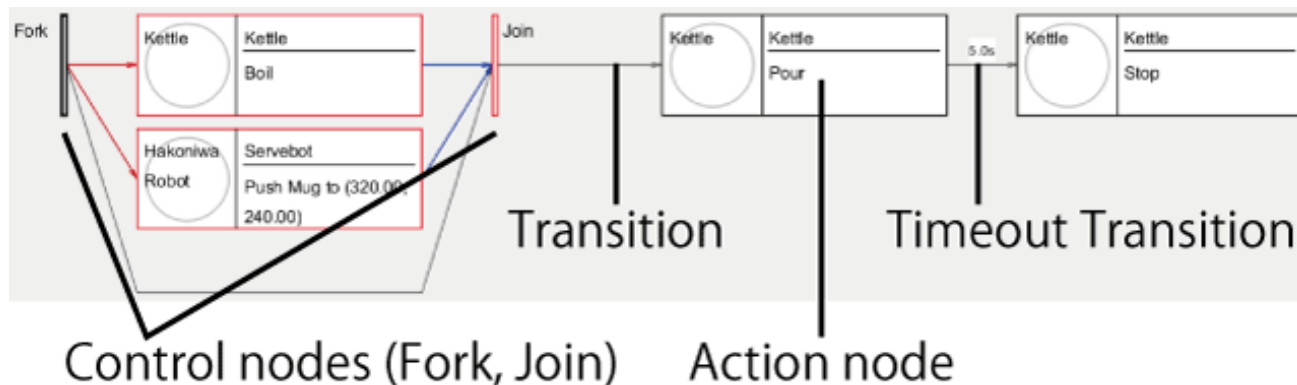 Fork
Kettle
Kettle
Boil
Join
Kettle
Kettle
Pour
5.0s
Kettle
Kettle
Stop
Hakoniwa
Robot
Servebot
Push Mug to (320.00,
240.00)
Transition
Timeout Transition
Control nodes (Fork, Join)
Action node